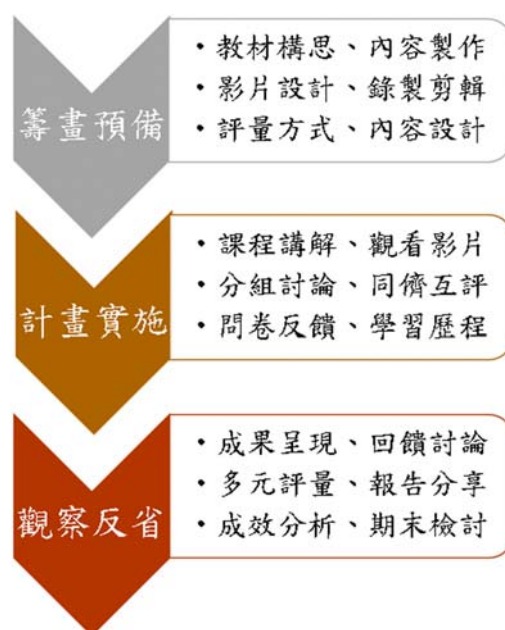 籌畫預備
・教材構思、內容製作
・影片設計、錄製剪輯
・評量方式、內容設計
計畫實施
・課程講解、觀看影片
・分組討論、同儕互評
・問卷反饋、學習歷程
觀察反省
・成果呈現、回饋討論
・多元評量、報告分享
・成效分析、期末檢討